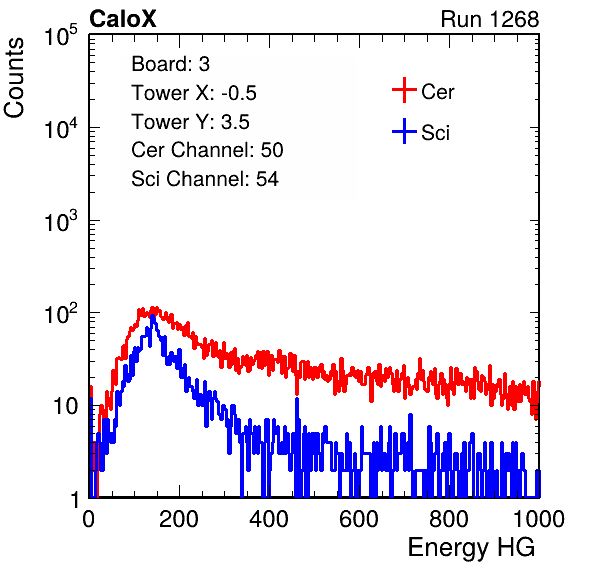 CaloX Run 1268
Counts
Board: 3
Tower X: -0.5
Tower Y: 3.5
Cer Channel: 50
Sci Channel: 54
Cer
Sci
10^5
10^4
10^3
10^2
10
1
0 200 400 600 800 1000
Energy HG